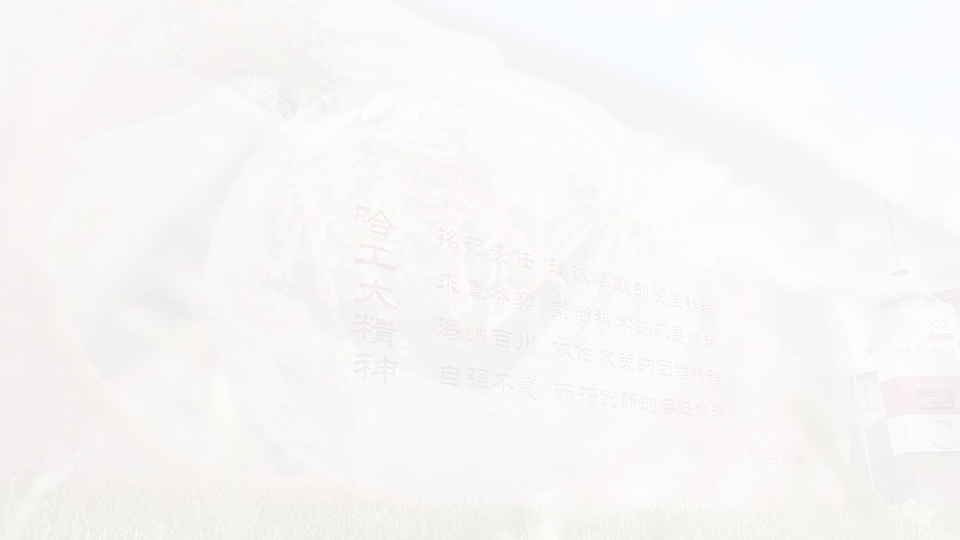 哈工大精神
铭记责任 竭诚奉献的爱国精神
求真务实 崇尚科学的求是精神
海纳百川 协作攻关的团结精神
自强不息 开拓创新的奋进精神